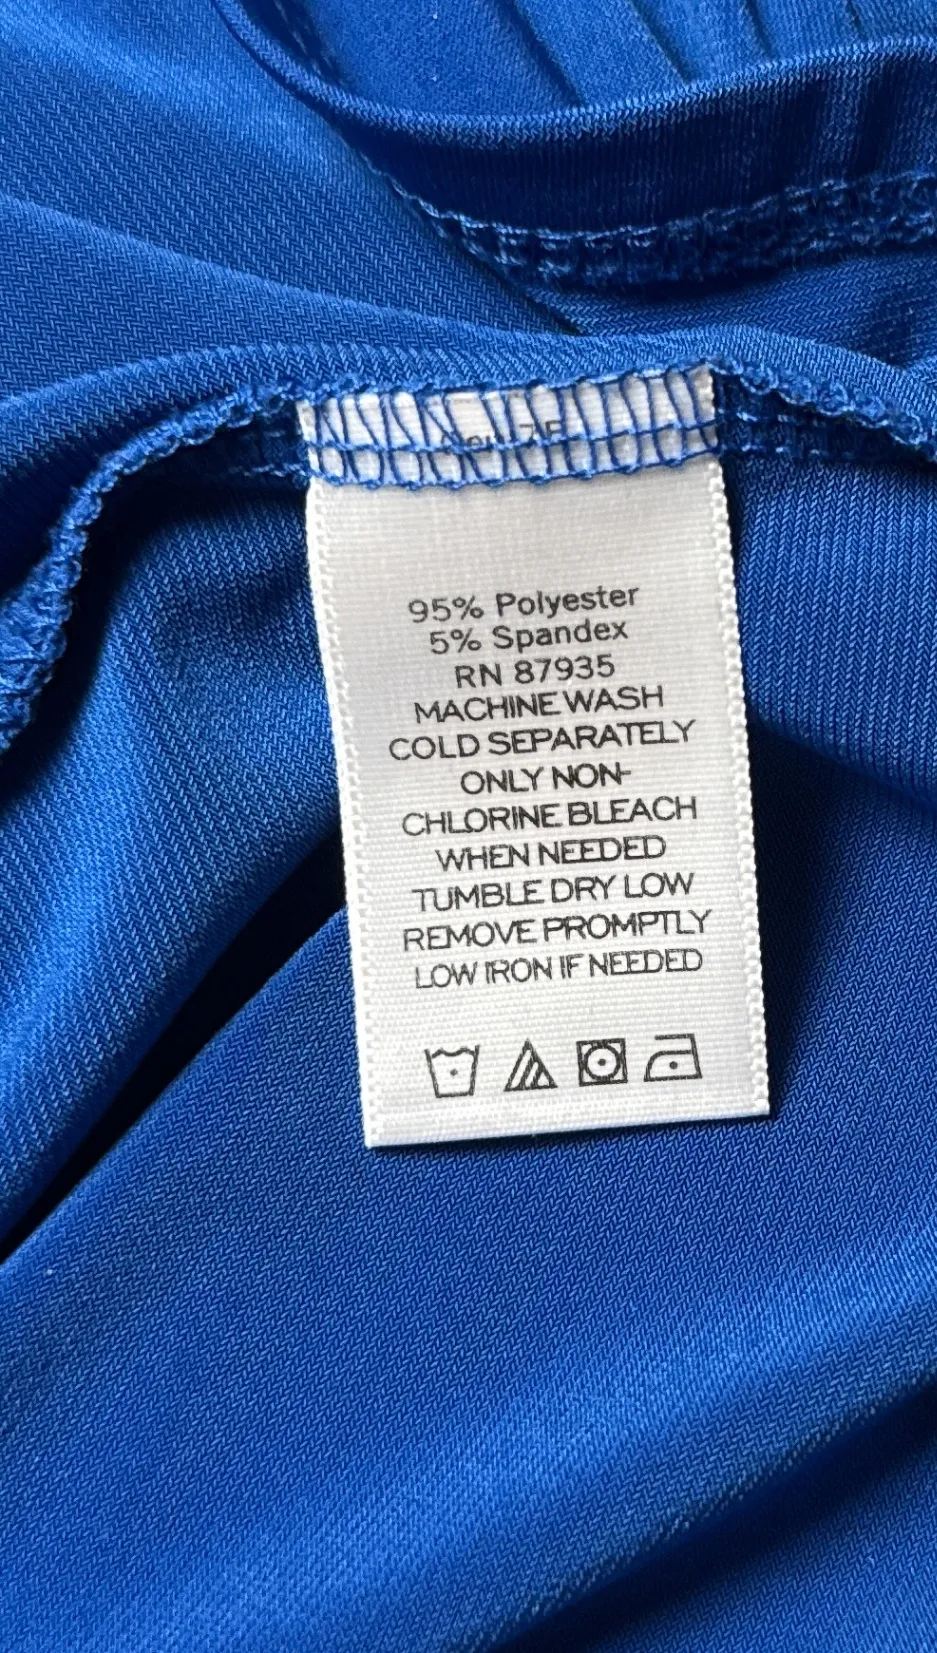 95% Polyester
5% Spandex
RN 87935
MACHINE WASH
COLD SEPARATELY
ONLY NON-
CHLORINE BLEACH
WHEN NEEDED
TUMBLE DRY LOW
REMOVE PROMPTLY
LOW IRON IF NEEDED